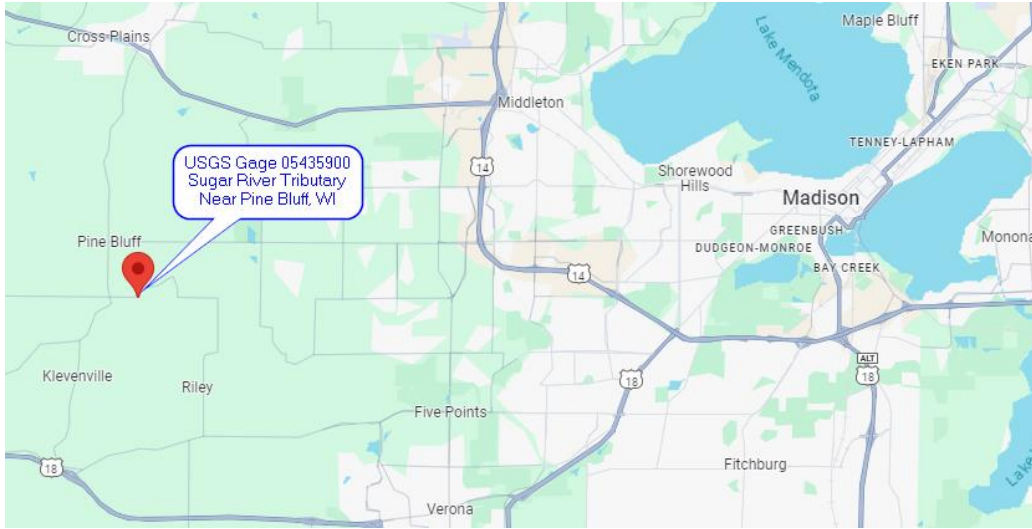 Cross Plains
Maple Bluff
Lake Mendota
EKEN PARK
Middleton
TENNEY-LAPHAM
USGS Gage 05435900
Sugar River Tributary
Near Pine Bluff, WI
14
Shorewood
Hills
Madison
Pine Bluff
GREENBUSH
Monona
DUDGEON-MONROE
14
BAY CREEK
Klevenville
Riley
ALT
18
18
Five Points
18
Fitchburg
Verona
Lake